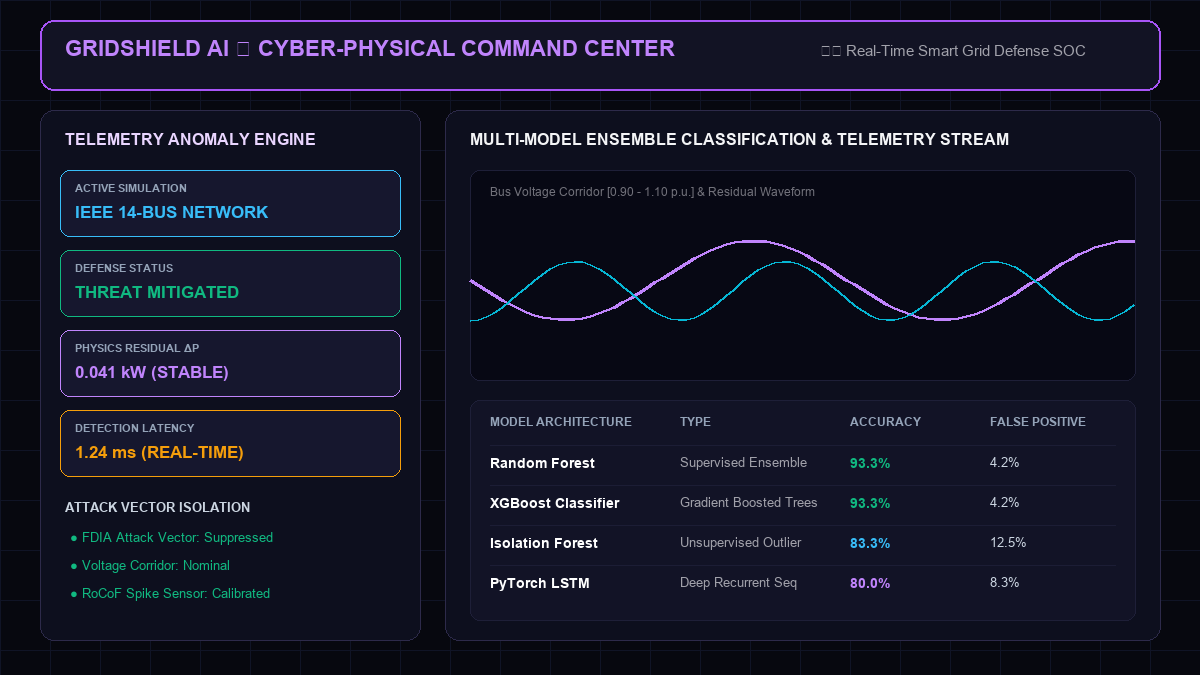 GRIDSHIELD AI □ CYBER-PHYSICAL COMMAND CENTER
□□ Real-Time Smart Grid Defense SOC
TELEMETRY ANOMALY ENGINE
ACTIVE SIMULATION
IEEE 14-BUS NETWORK
DEFENSE STATUS
THREAT MITIGATED
PHYSICS RESIDUAL ΔP
0.041 kW (STABLE)
DETECTION LATENCY
1.24 ms (REAL-TIME)
ATTACK VECTOR ISOLATION
● FDIA Attack Vector: Suppressed
● Voltage Corridor: Nominal
● RoCoF Spike Sensor: Calibrated
MULTI-MODEL ENSEMBLE CLASSIFICATION & TELEMETRY STREAM
Bus Voltage Corridor [0.90 - 1.10 p.u.] & Residual Waveform
MODEL ARCHITECTURE TYPE ACCURACY FALSE POSITIVE
Random Forest Supervised Ensemble 93.3% 4.2%
XGBoost Classifier Gradient Boosted Trees 93.3% 4.2%
Isolation Forest Unsupervised Outlier 83.3% 12.5%
PyTorch LSTM Deep Recurrent Seq 80.0% 8.3%